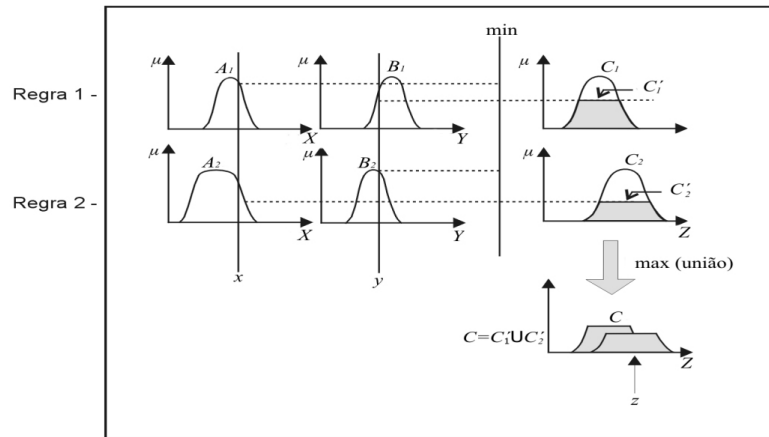 min
μ A₁ μ B₁ μ C₁
Regra 1 - C′₁
X Y
μ A₂ μ B₂ μ C₂
Regra 2 - C′₂
X Y Z
x y
max (união)
C
C=C′₁UC′₂
Z
z